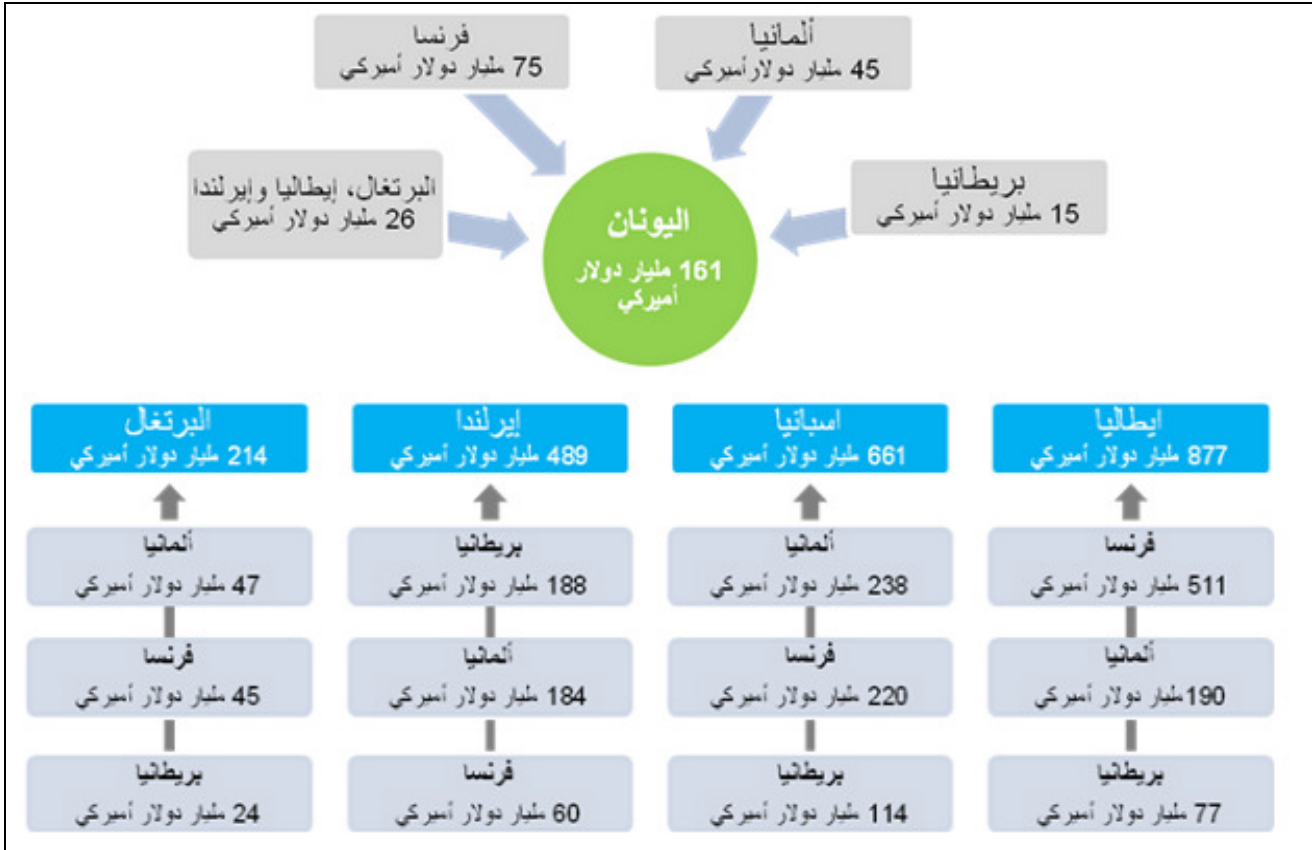 ألمانيا
45 مليار دولار أميركي
فرنسا
75 مليار دولار أميركي
بريطانيا
15 مليار دولار أميركي
البرتغال، إيطاليا وإيرلندا
26 مليار دولار أميركي
اليونان
161 مليار دولار
أميركي
ايطاليا
877 مليار دولار أميركي
فرنسا
511 مليار دولار أميركي
ألمانيا
190مليار دولار أميركي
بريطانيا
77 مليار دولار أميركي
اسبانيا
661 مليار دولار أميركي
ألمانيا
238 مليار دولار أميركي
فرنسا
220 مليار دولار أميركي
بريطانيا
114 مليار دولار أميركي
إيرلندا
489 مليار دولار أميركي
بريطانيا
188 مليار دولار أميركي
ألمانيا
184 مليار دولار أميركي
فرنسا
60 مليار دولار أميركي
البرتغال
214 مليار دولار أميركي
ألمانيا
47 مليار دولار أميركي
فرنسا
45 مليار دولار أميركي
بريطانيا
24 مليار دولار أميركي